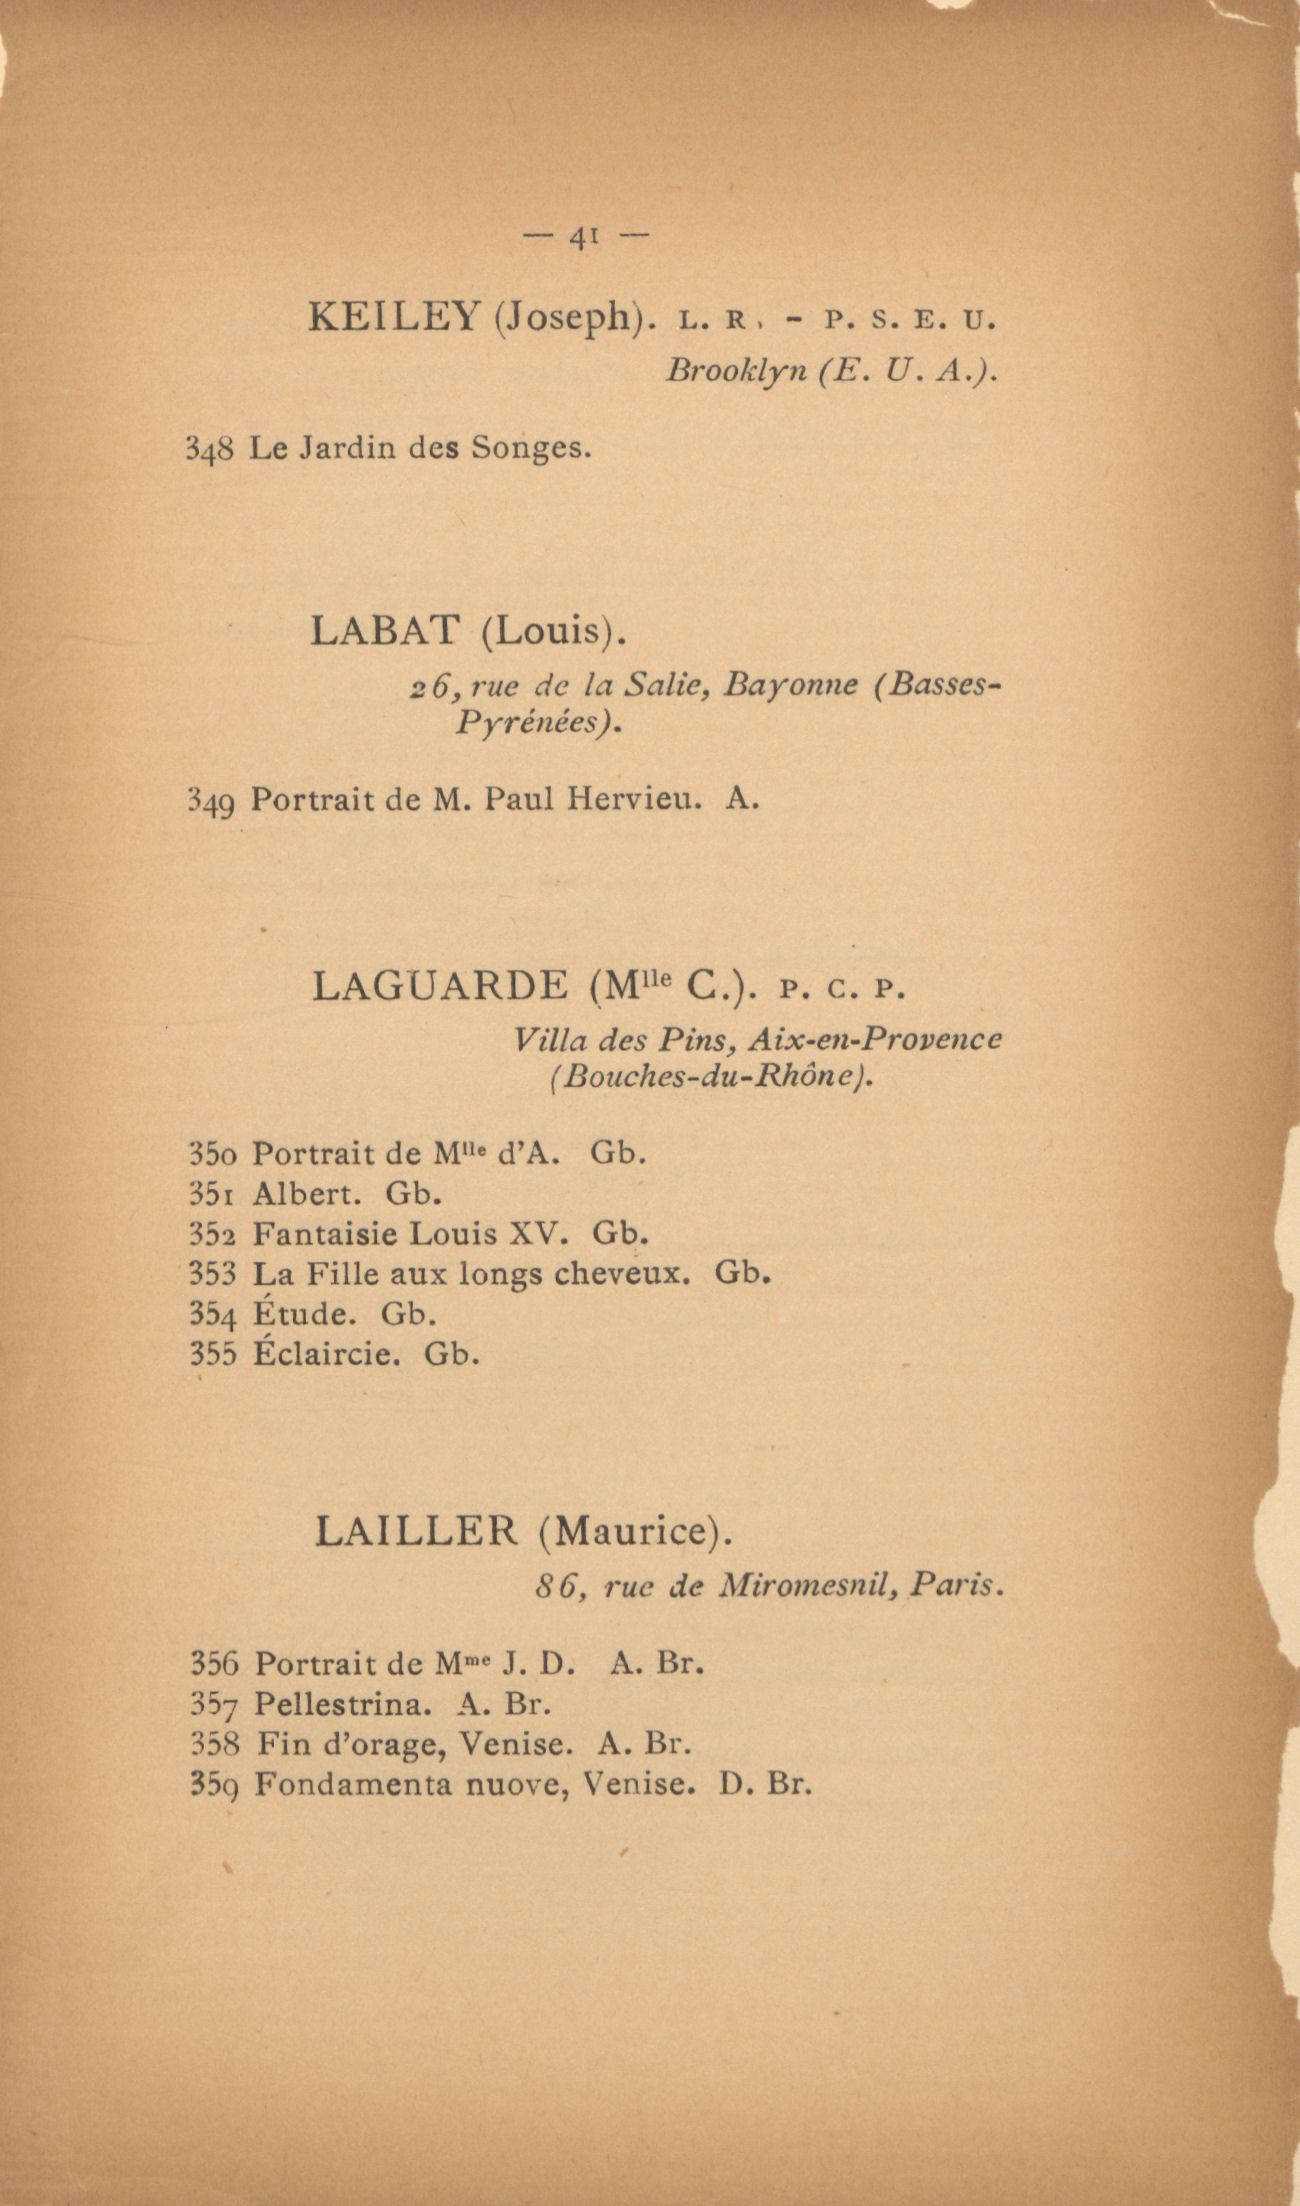 — 41 —
KEILEY (Joseph). L. R. - P. S. E. U.
Brooklyn (E. U. A.).
348 Le Jardin des Songes.
LABAT (Louis).
26, rue de la Salie, Bayonne (Basses-
Pyrénées).
349 Portrait de M. Paul Hervieu. A.
LAGUARDE (Mlle C.). P. C. P.
Villa des Pins, Aix-en-Provence
(Bouches-du-Rhône).
350 Portrait de Mlle d'A. Gb.
351 Albert. Gb.
352 Fantaisie Louis XV. Gb.
353 La Fille aux longs cheveux. Gb.
354 Étude. Gb.
355 Éclaircie. Gb.
LAILLER (Maurice).
86, rue de Miromesnil, Paris.
356 Portrait de Mme J. D. A. Br.
357 Pellestrina. A. Br.
358 Fin d'orage, Venise. A. Br.
359 Fondamenta nuove, Venise. D. Br.